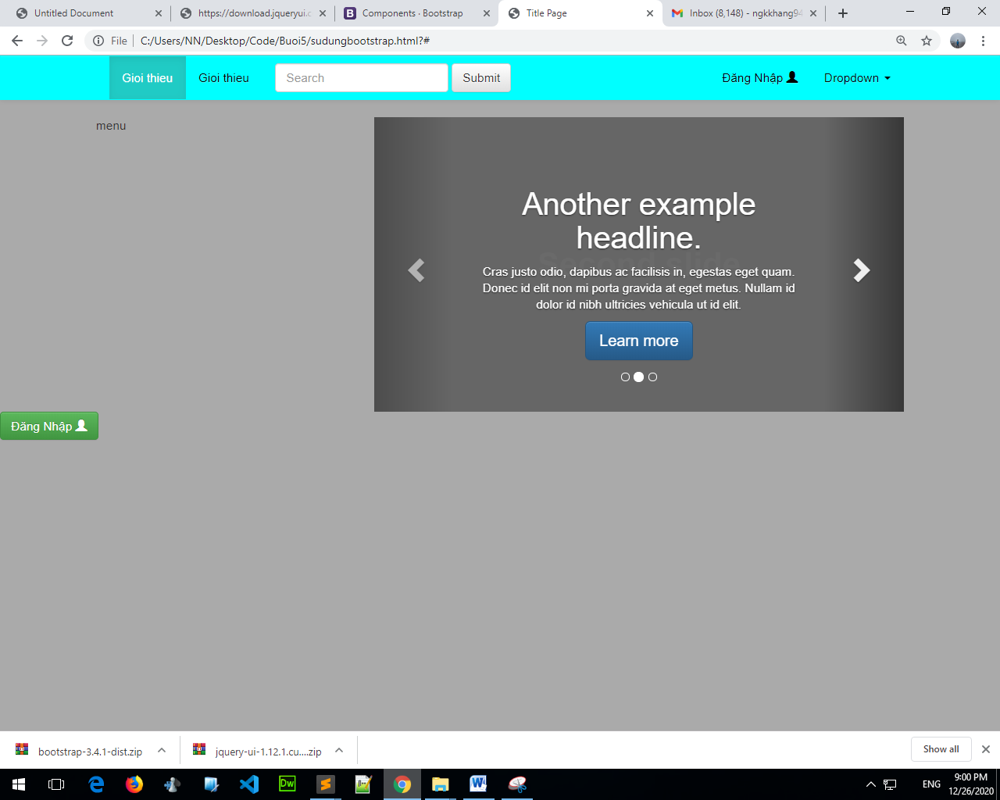 Untitled Document
https://download.jqueryui.c
Components · Bootstrap
Title Page
Inbox (8,148) - ngkkhang94
File
C:/Users/NN/Desktop/Code/Buoi5/sudungbootstrap.html?#
Gioi thieu
Gioi thieu
Search
Submit
Đăng Nhập
Dropdown
menu
Another example
headline.
Second slide
Cras justo odio, dapibus ac facilisis in, egestas eget quam.
Donec id elit non mi porta gravida at eget metus. Nullam id
dolor id nibh ultricies vehicula ut id elit.
Learn more
Đăng Nhập
bootstrap-3.4.1-dist.zip
jquery-ui-1.12.1.cu....zip
Show all
Dw
ENG
9:00 PM
12/26/2020